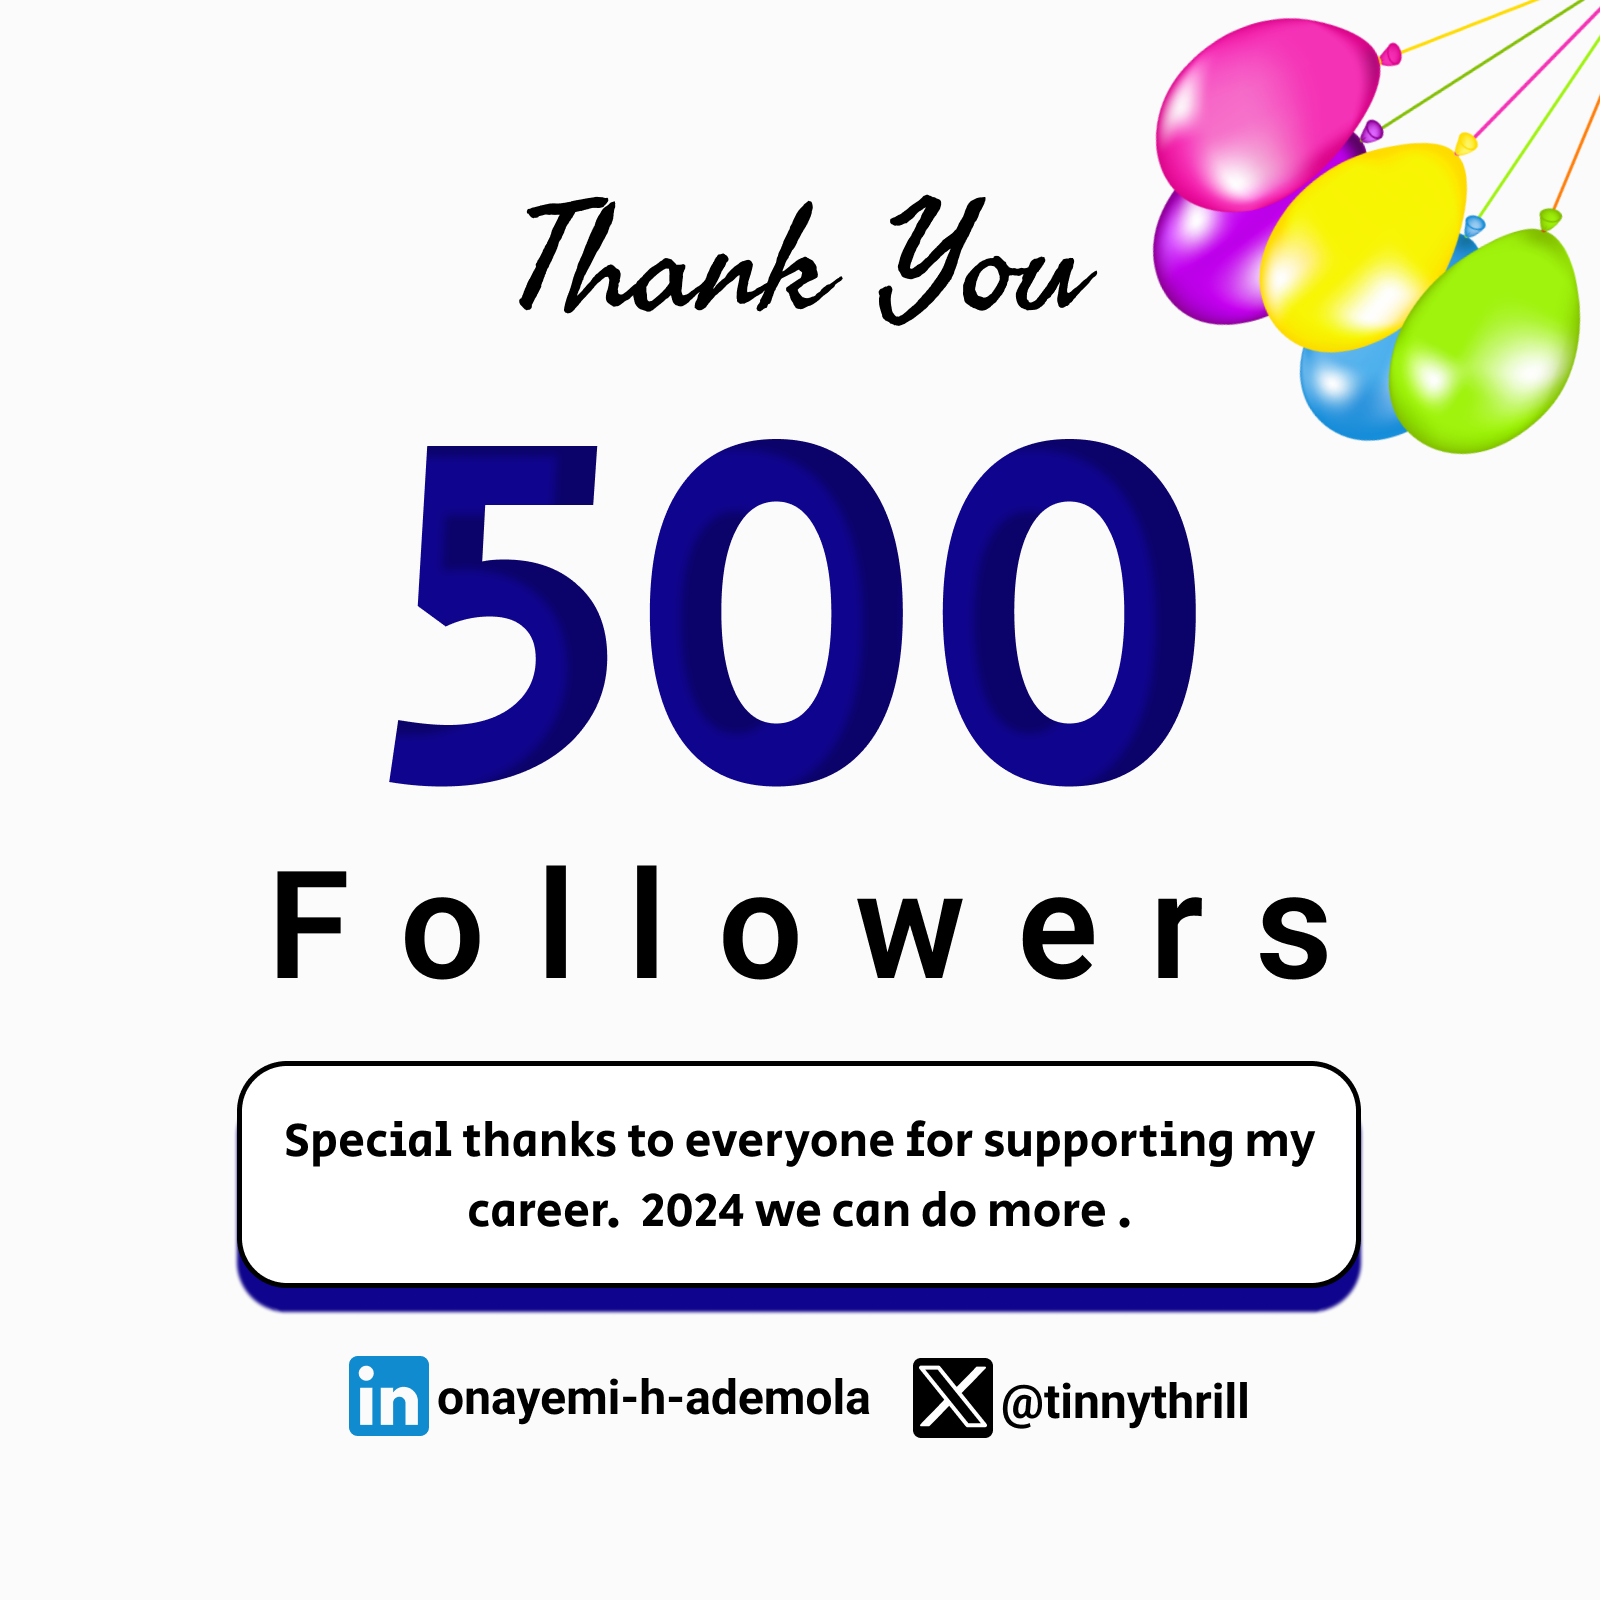 Thank You
500
Followers
Special thanks to everyone for supporting my
career.  2024 we can do more .
in onayemi-h-ademola X @tinnythrill